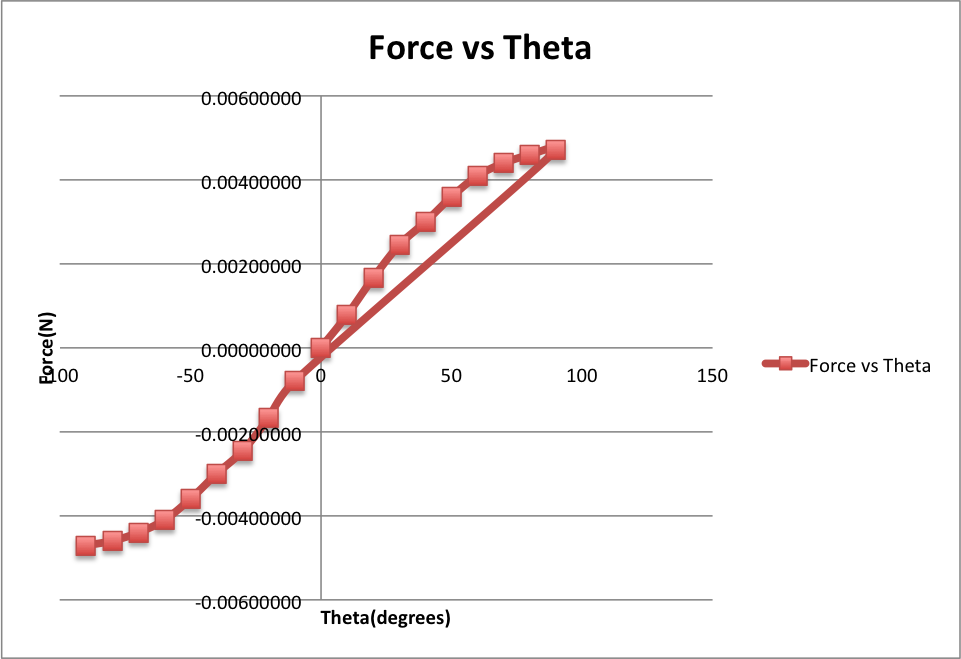 Force vs Theta
0.00600000
0.00400000
0.00200000
0.00000000
-0.00200000
-0.00400000
-0.00600000
Force(N)
-100 -50 0 50 100 150
Theta(degrees)
Force vs Theta